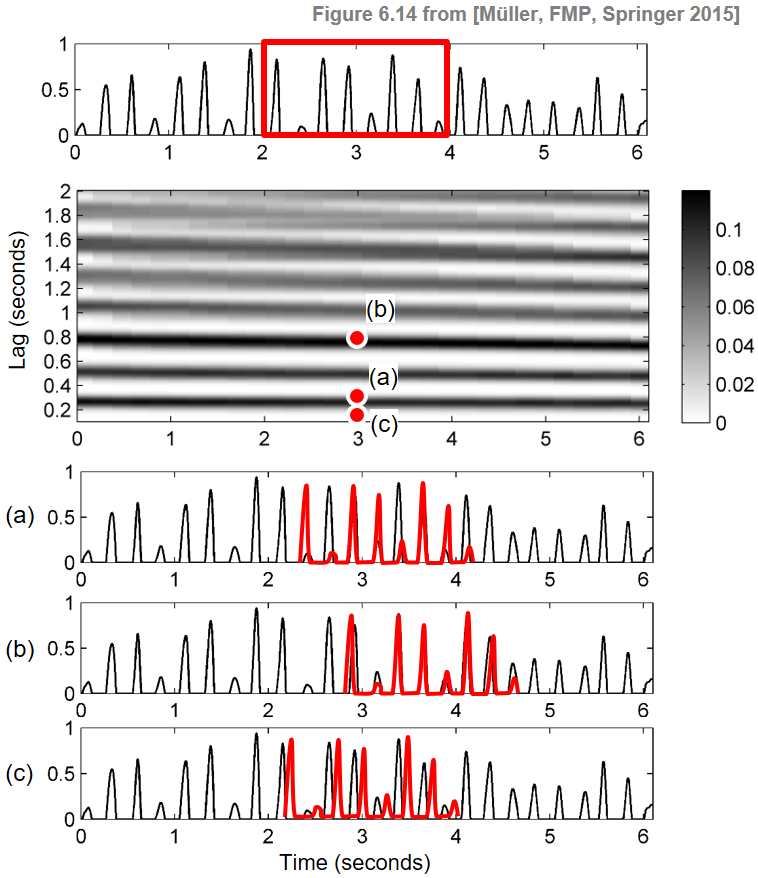 Figure 6.14 from [Müller, FMP, Springer 2015]
1
0.5
0
0 1 2 3 4 5 6
2
1.8
1.6
1.4
1.2
1
0.8
0.6
0.4
0.2
Lag (seconds)
(b)
(a)
(c)
0 1 2 3 4 5 6
0.1
0.08
0.06
0.04
0.02
0
(a)
1
0.5
0
0 1 2 3 4 5 6
(b)
1
0.5
0
0 1 2 3 4 5 6
(c)
1
0.5
0
0 1 2 3 4 5 6
Time (seconds)